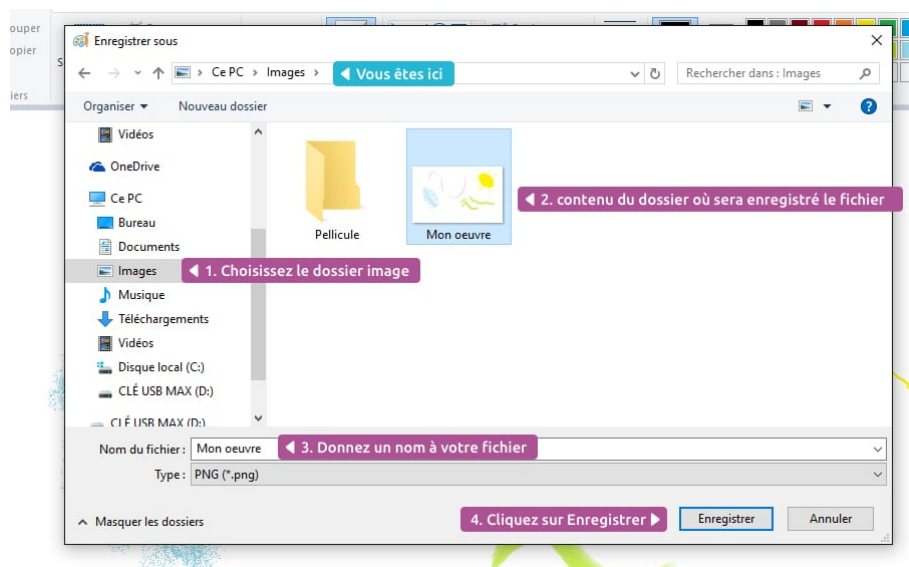 ouper
opier
iers
S
Enregistrer sous
Ce PC > Images >
Vous êtes ici
Rechercher dans : Images
Organiser
Nouveau dossier
Vidéos
OneDrive
Ce PC
Bureau
Documents
Images
Musique
Téléchargements
Vidéos
Disque local (C:)
CLÉ USB MAX (D:)
CLÉ USB MAX (D:)
Pellicule
Mon oeuvre
2. contenu du dossier où sera enregistré le fichier
1. Choisissez le dossier image
Nom du fichier : Mon oeuvre
3. Donnez un nom à votre fichier
Type : PNG (*.png)
Masquer les dossiers
4. Cliquez sur Enregistrer
Enregistrer
Annuler